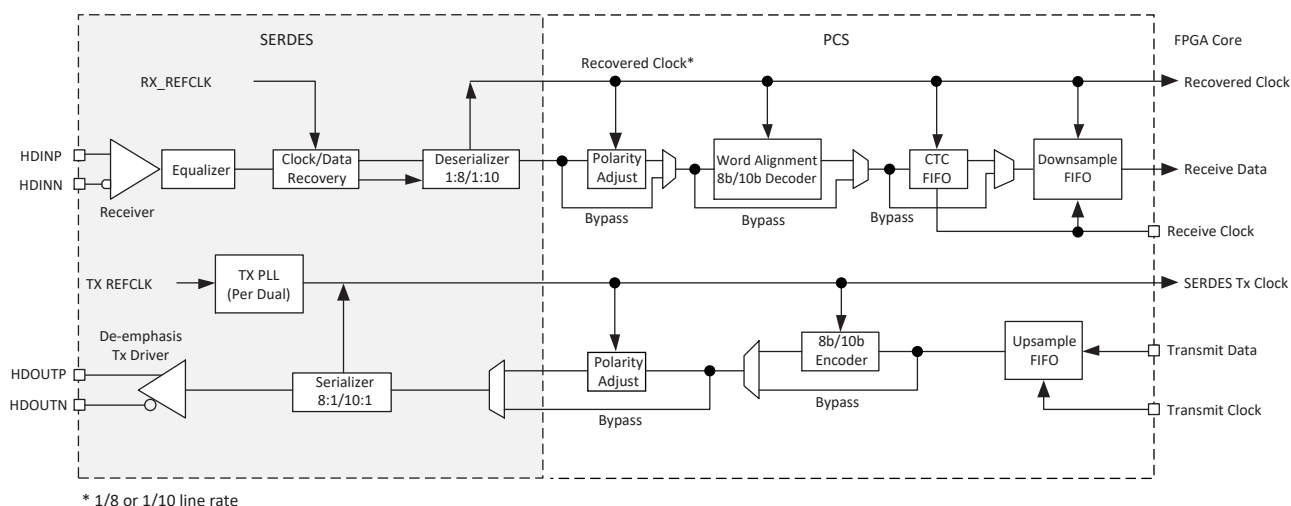 SERDES
PCS
FPGA Core
Recovered Clock*
RX_REFCLK
Recovered Clock
HDINP
HDINN
Receiver
Equalizer
Clock/Data
Recovery
Deserializer
1:8/1:10
Polarity
Adjust
Bypass
Word Alignment
8b/10b Decoder
Bypass
CTC
FIFO
Bypass
Downsample
FIFO
Receive Data
Receive Clock
TX REFCLK
TX PLL
(Per Dual)
SERDES Tx Clock
De-emphasis
Tx Driver
HDOUTP
HDOUTN
Serializer
8:1/10:1
Polarity
Adjust
Bypass
8b/10b
Encoder
Bypass
Upsample
FIFO
Transmit Data
Transmit Clock
* 1/8 or 1/10 line rate